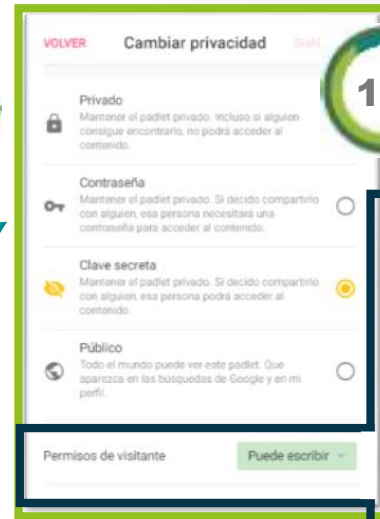 VOLVER Cambiar privacidad GUA
1
Privado
Mantener el padlet privado. Incluso si alguien
consigue encontrarlo, no podrá acceder al
contenido.
Contraseña
Mantener el padlet privado. Si decido compartirlo
con alguien, esa persona necesitará una
contraseña para acceder al contenido.
Clave secreta
Mantener el padlet privado. Si decido compartirlo
con alguien, esa persona podrá acceder al
contenido.
Público
Todo el mundo puede ver este padlet. Que
aparezca en las búsquedas de Google y en mi
perfil.
Permisos de visitante Puede escribir